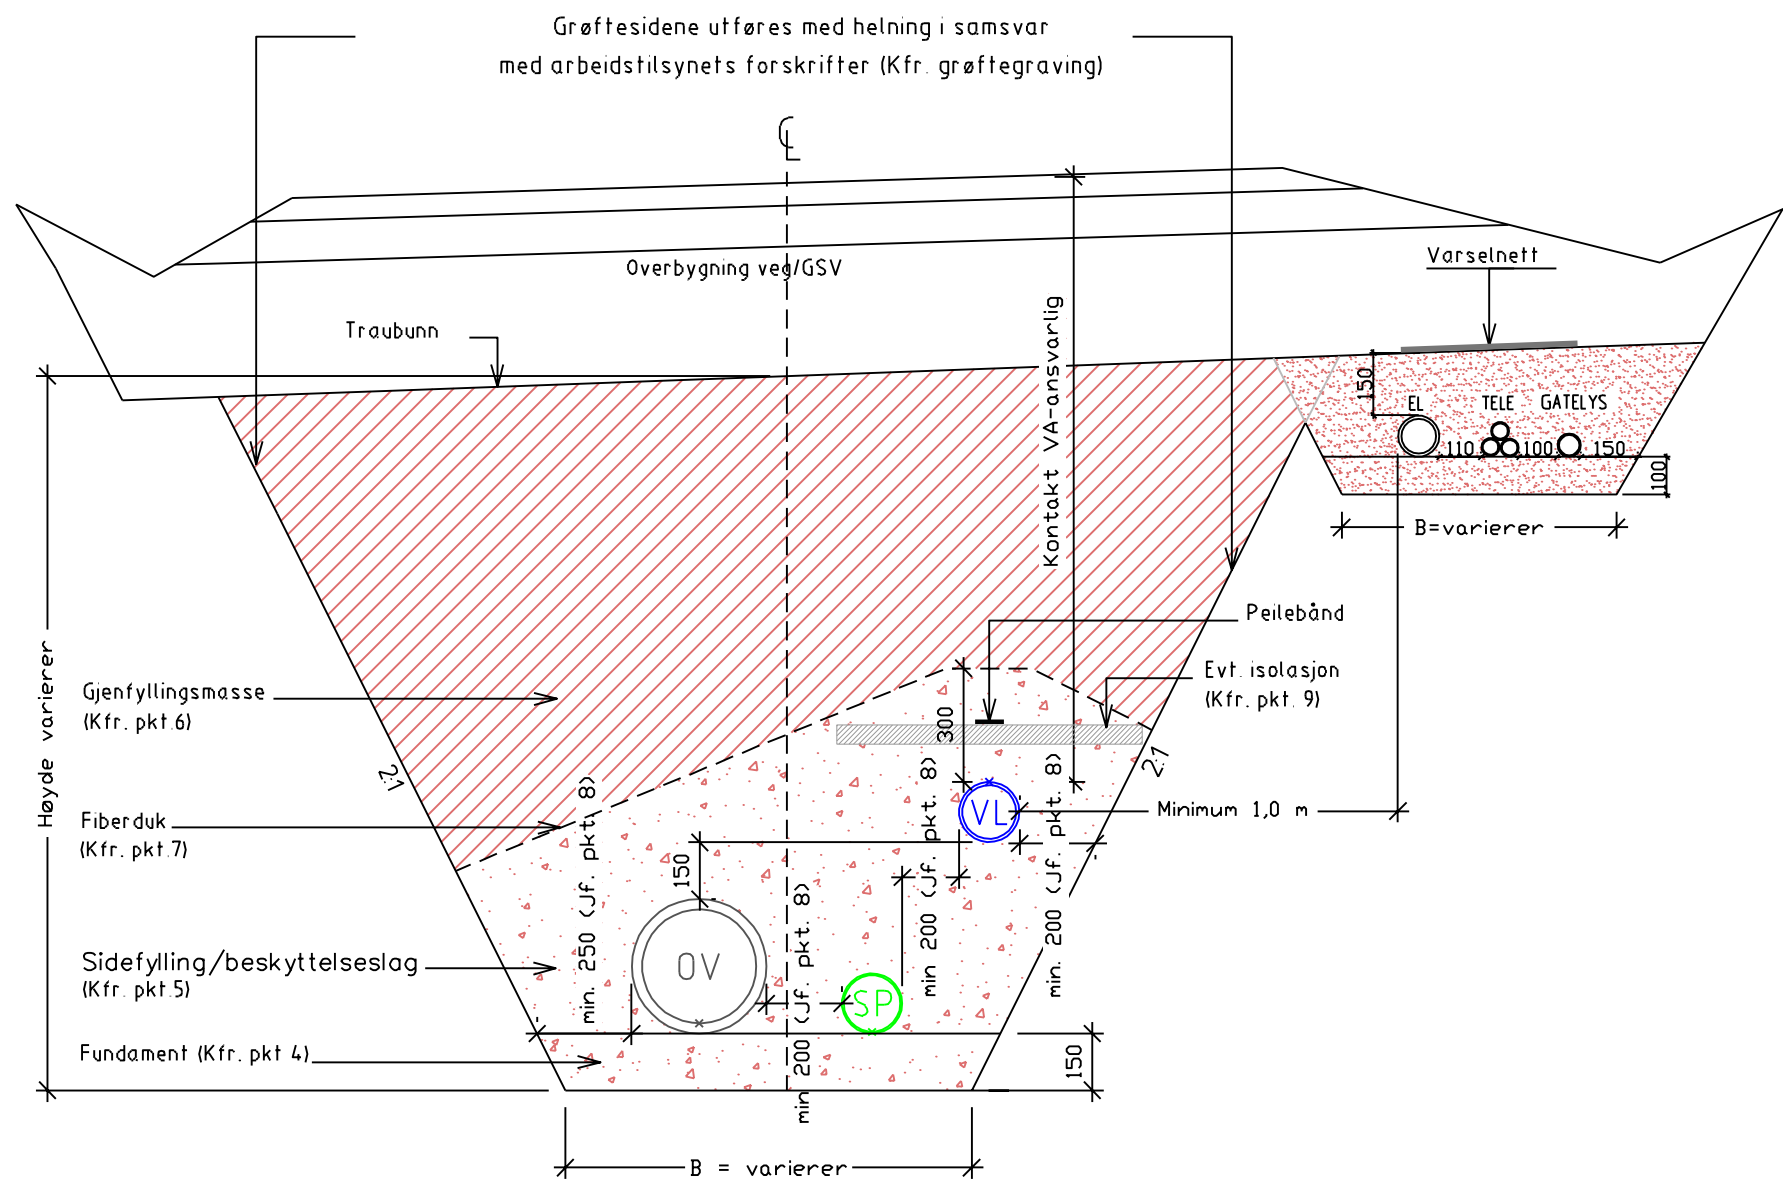 Grøftesidene utføres med helning i samsvar
med arbeidstilsynets forskrifter (Kfr. grøftegraving)
Overbygning veg/GSV
Varselnett
Traubunn
Kontakt VA-ansvarlig
150
EL
TELE
GATELYS
110
100
150
100
B=varierer
Høyde varierer
Peilebånd
Evt. isolasjon
(Kfr. pkt. 9)
Gjenfyllingsmasse
(Kfr. pkt.6)
300
2:1
2:1
VL
Minimum 1,0 m
Fiberduk
(Kfr. pkt.7)
150
min. 250 (Jf. pkt. 8)
min 200 (Jf. pkt. 8)
min 200 (Jf. pkt. 8)
min. 200 (Jf. pkt. 8)
Sidefylling/beskyttelseslag
(Kfr. pkt.5)
OV
SP
Fundament (Kfr. pkt 4)
150
B = varierer